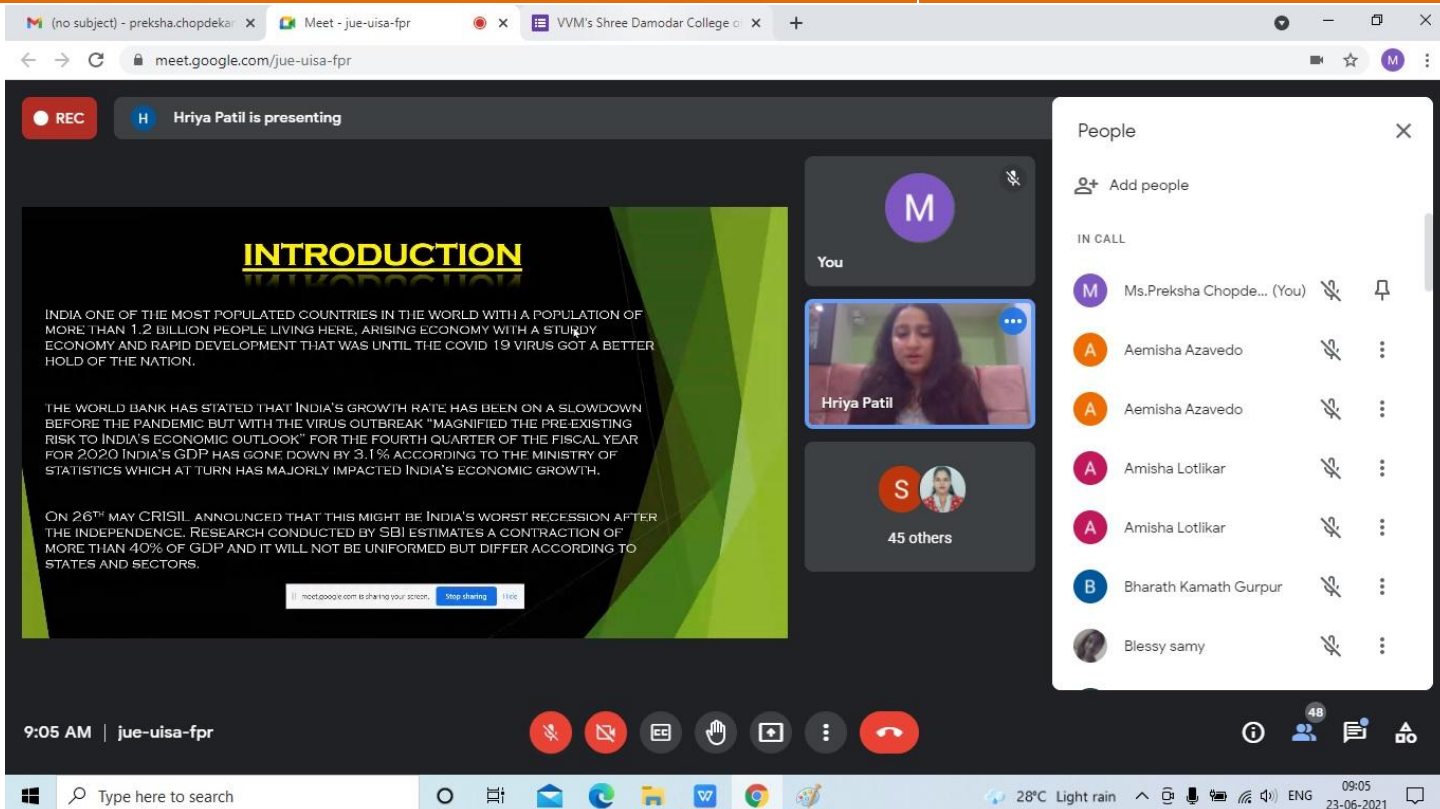 (no subject) - preksha.chopdekar
Meet - jue-uisa-fpr
VVM's Shree Damodar College o
meet.google.com/jue-uisa-fpr
M
REC
H
Hriya Patil is presenting
INTRODUCTION
INDIA ONE OF THE MOST POPULATED COUNTRIES IN THE WORLD WITH A POPULATION OF
MORE THAN 1.2 BILLION PEOPLE LIVING HERE, ARISING ECONOMY WITH A STURDY
ECONOMY AND RAPID DEVELOPMENT THAT WAS UNTIL THE COVID 19 VIRUS GOT A BETTER
HOLD OF THE NATION.
THE WORLD BANK HAS STATED THAT INDIA'S GROWTH RATE HAS BEEN ON A SLOWDOWN
BEFORE THE PANDEMIC BUT WITH THE VIRUS OUTBREAK "MAGNIFIED THE PRE-EXISTING
RISK TO INDIA'S ECONOMIC OUTLOOK" FOR THE FOURTH QUARTER OF THE FISCAL YEAR
FOR 2020 INDIA'S GDP HAS GONE DOWN BY 3.1% ACCORDING TO THE MINISTRY OF
STATISTICS WHICH AT TURN HAS MAJORLY IMPACTED INDIA'S ECONOMIC GROWTH.
ON 26TH MAY CRISIL ANNOUNCED THAT THIS MIGHT BE INDIA'S WORST RECESSION AFTER
THE INDEPENDENCE. RESEARCH CONDUCTED BY SBI ESTIMATES A CONTRACTION OF
MORE THAN 40% OF GDP AND IT WILL NOT BE UNIFORMED BUT DIFFER ACCORDING TO
STATES AND SECTORS.
meet.google.com is sharing your screen.
Stop sharing
Hide
M
You
Hriya Patil
S
45 others
People
Add people
IN CALL
M
Ms.Preksha Chopde... (You)
A
Aemisha Azavedo
A
Aemisha Azavedo
A
Amisha Lotlikar
A
Amisha Lotlikar
B
Bharath Kamath Gurpur
Blessy samy
9:05 AM | jue-uisa-fpr
CC
48
Type here to search
28°C Light rain
ENG
09:05
23-06-2021